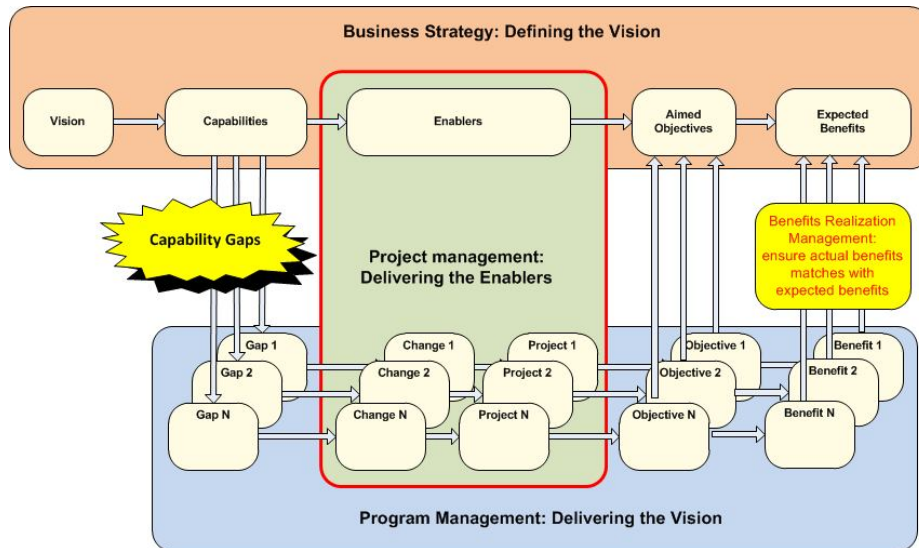 Business Strategy: Defining the Vision
Vision
Capabilities
Enablers
Aimed
Objectives
Expected
Benefits
Capability Gaps
Project management:
Delivering the Enablers
Benefits Realization
Management:
ensure actual benefits
matches with
expected benefits
Gap 1
Change 1
Project 1
Objective 1
Benefit 1
Gap 2
Change 2
Project 2
Objective 2
Benefit 2
Gap N
Change N
Project N
Objective N
Benefit N
Program Management: Delivering the Vision